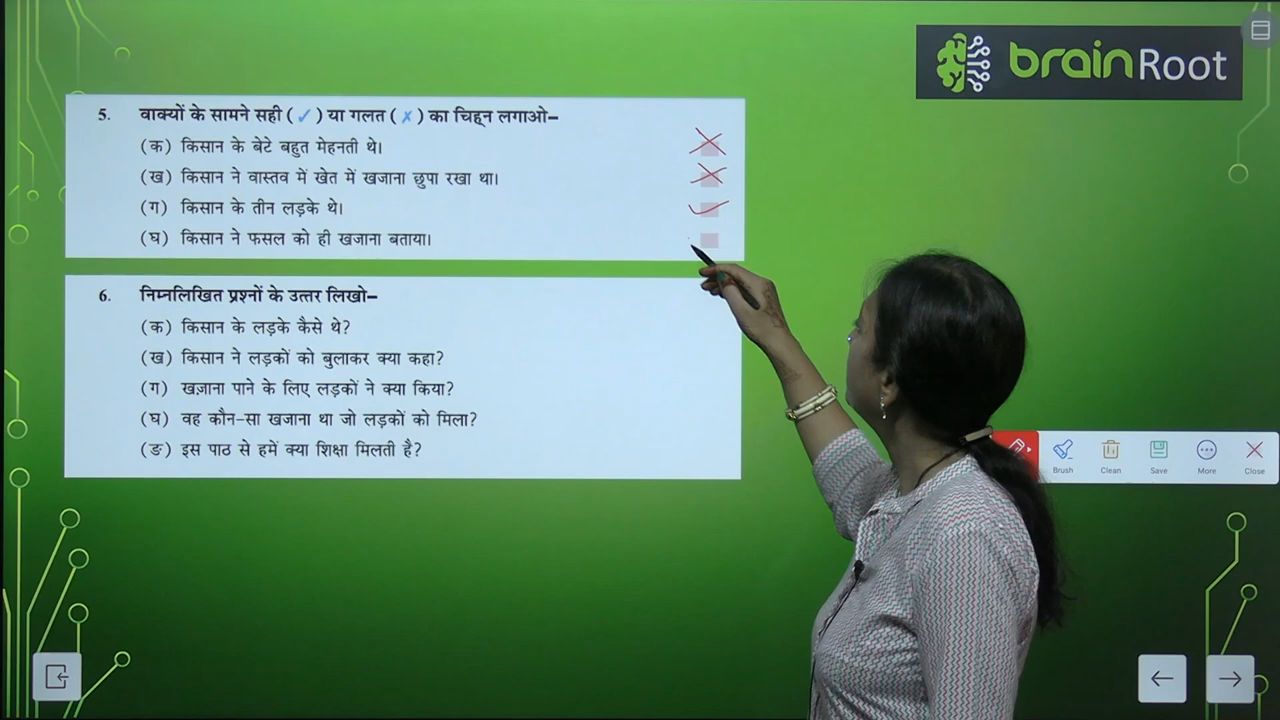 brainRoot
5. वाक्यों के सामने सही ( ✓ ) या गलत ( ✗ ) का चिह्न लगाओ–
(क) किसान के बेटे बहुत मेहनती थे।
(ख) किसान ने वास्तव में खेत में खजाना छुपा रखा था।
(ग) किसान के तीन लड़के थे।
(घ) किसान ने फसल को ही खजाना बताया।
6. निम्नलिखित प्रश्नों के उत्तर लिखो–
(क) किसान के लड़के कैसे थे?
(ख) किसान ने लड़कों को बुलाकर क्या कहा?
(ग) खज़ाना पाने के लिए लड़कों ने क्या किया?
(घ) वह कौन-सा खजाना था जो लड़कों को मिला?
(ङ) इस पाठ से हमें क्या शिक्षा मिलती है?
Brush Clean Save More Close